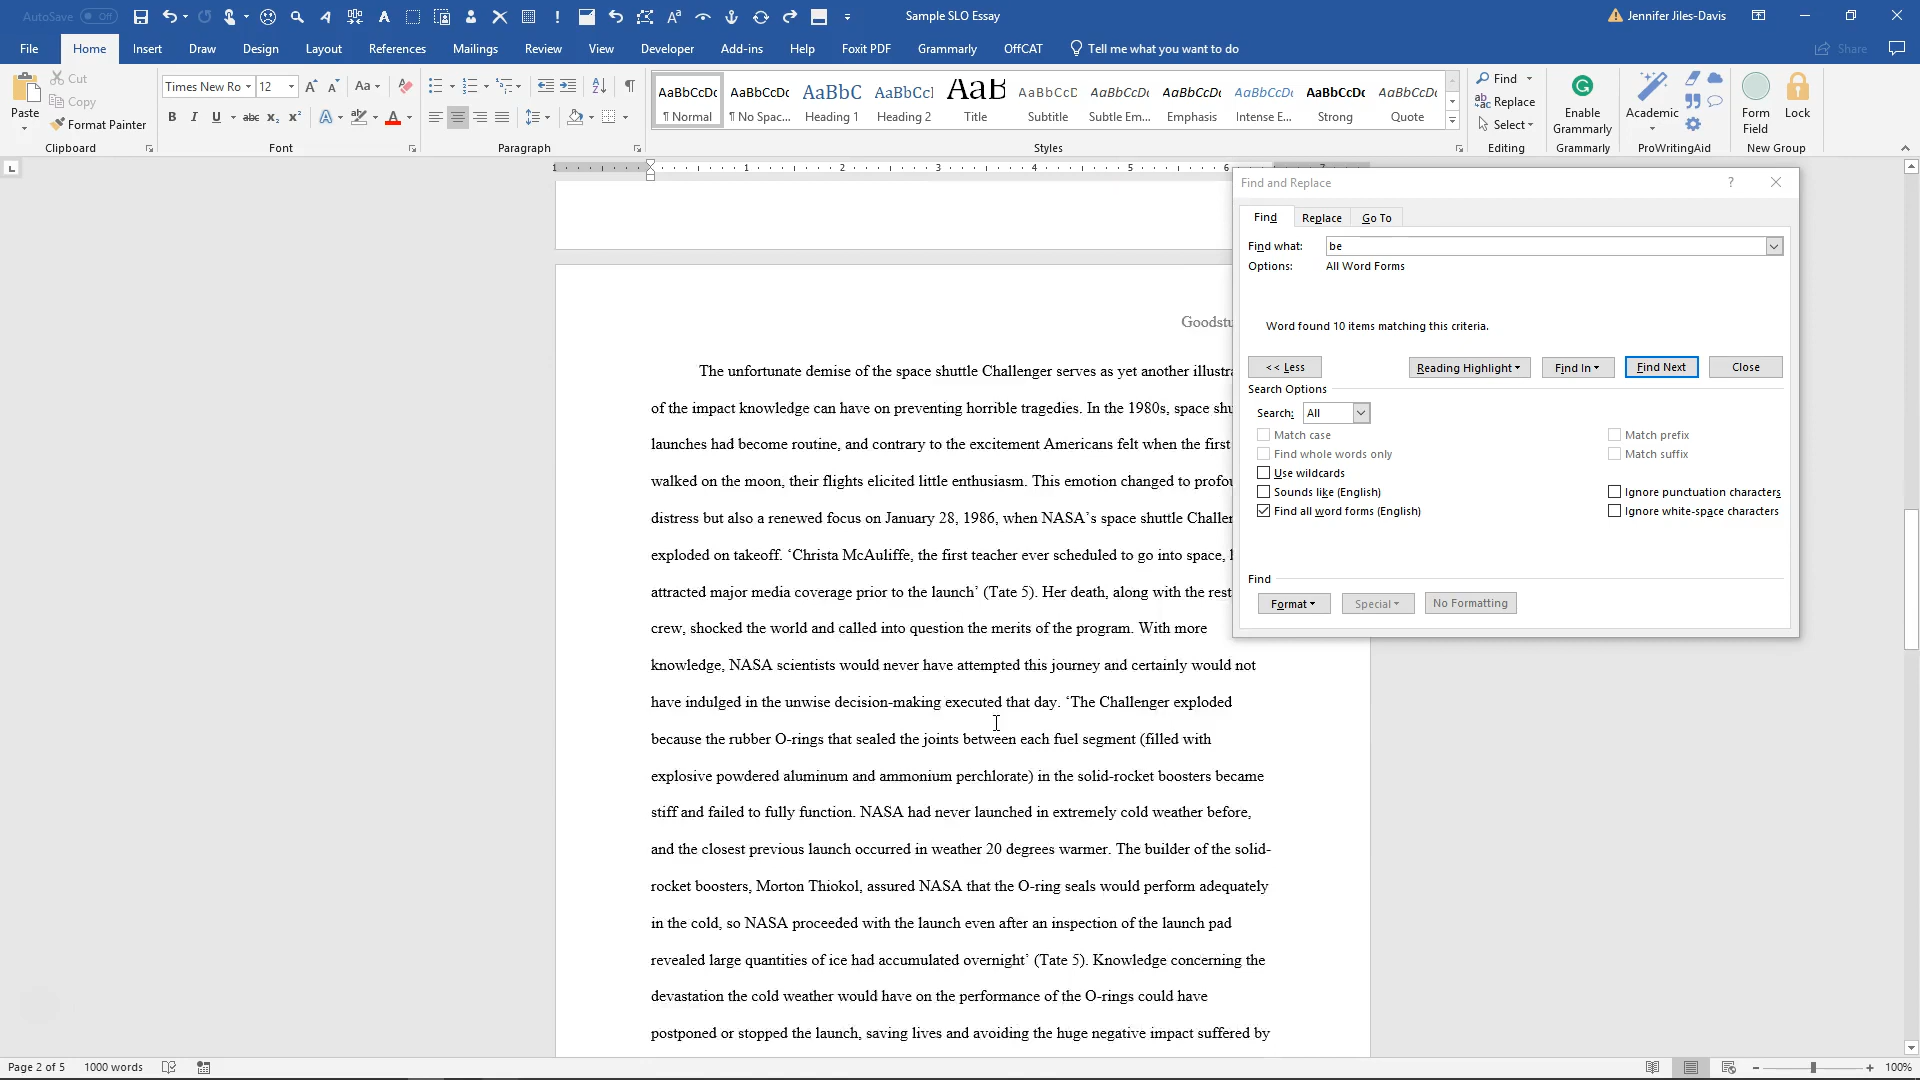 AutoSave Off
Sample SLO Essay
Jennifer Jiles-Davis
File Home Insert Draw Design Layout References Mailings Review View Developer Add-ins Help Foxit PDF Grammarly OffCAT Tell me what you want to do Share
Paste
Cut
Copy
Format Painter
Clipboard
Times New Ro 12
Font
Paragraph
AaBbCcDc AaBbCcDc AaBbC AaBbCcI AaB AaBbCcD AaBbCcDc AaBbCcDc AaBbCcDc AaBbCcDc AaBbCcDc
¶ Normal ¶ No Spac... Heading 1 Heading 2 Title Subtitle Subtle Em... Emphasis Intense E... Strong Quote
Styles
Find
Replace
Select
Editing
Enable Grammarly
Grammarly
Academic
ProWritingAid
Form Field
Lock
New Group
1 1 2 3 4 5 6 7
Goodstu
The unfortunate demise of the space shuttle Challenger serves as yet another illustra
of the impact knowledge can have on preventing horrible tragedies. In the 1980s, space shu
launches had become routine, and contrary to the excitement Americans felt when the first
walked on the moon, their flights elicited little enthusiasm. This emotion changed to profou
distress but also a renewed focus on January 28, 1986, when NASA’s space shuttle Challen
exploded on takeoff. ‘Christa McAuliffe, the first teacher ever scheduled to go into space,
attracted major media coverage prior to the launch’ (Tate 5). Her death, along with the rest
crew, shocked the world and called into question the merits of the program. With more
knowledge, NASA scientists would never have attempted this journey and certainly would not
have indulged in the unwise decision-making executed that day. ‘The Challenger exploded
because the rubber O-rings that sealed the joints between each fuel segment (filled with
explosive powdered aluminum and ammonium perchlorate) in the solid-rocket boosters became
stiff and failed to fully function. NASA had never launched in extremely cold weather before,
and the closest previous launch occurred in weather 20 degrees warmer. The builder of the solid-
rocket boosters, Morton Thiokol, assured NASA that the O-ring seals would perform adequately
in the cold, so NASA proceeded with the launch even after an inspection of the launch pad
revealed large quantities of ice had accumulated overnight’ (Tate 5). Knowledge concerning the
devastation the cold weather would have on the performance of the O-rings could have
postponed or stopped the launch, saving lives and avoiding the huge negative impact suffered by
Find and Replace ?
Find Replace Go To
Find what: be
Options: All Word Forms
Word found 10 items matching this criteria.
<< Less Reading Highlight Find In Find Next Close
Search Options
Search: All
Match case Match prefix
Find whole words only Match suffix
Use wildcards
Sounds like (English) Ignore punctuation characters
Find all word forms (English) Ignore white-space characters
Find
Format Special No Formatting
Page 2 of 5 1000 words 100%